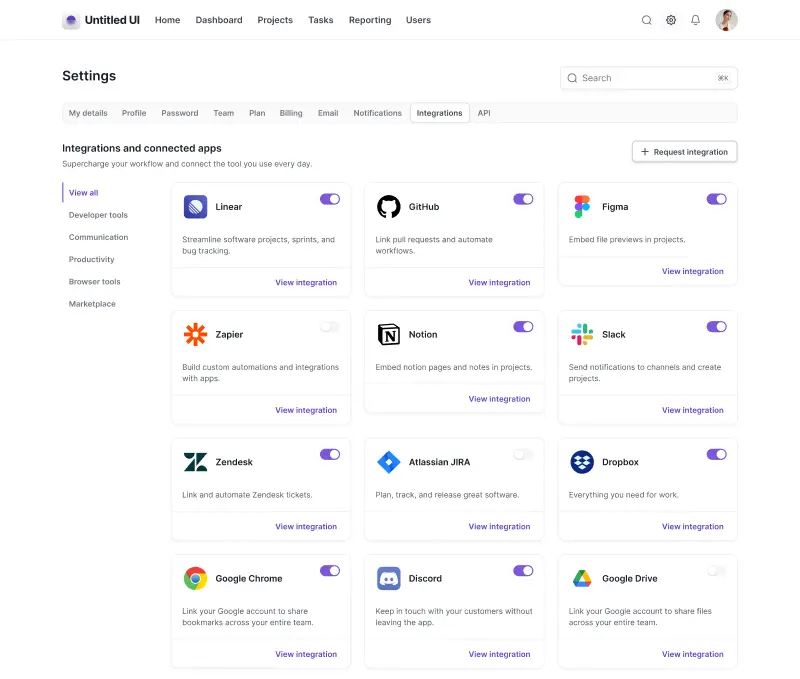 Untitled UI Home Dashboard Projects Tasks Reporting Users
Settings
Search ⌘K
My details Profile Password Team Plan Billing Email Notifications Integrations API
Integrations and connected apps
Supercharge your workflow and connect the tool you use every day.
Request integration
View all
Developer tools
Communication
Productivity
Browser tools
Marketplace
Linear
Streamline software projects, sprints, and
bug tracking.
View integration
GitHub
Link pull requests and automate
workflows.
View integration
Figma
Embed file previews in projects.
View integration
Zapier
Build custom automations and integrations
with apps.
View integration
Notion
Embed notion pages and notes in projects.
View integration
Slack
Send notifications to channels and create
projects.
View integration
Zendesk
Link and automate Zendesk tickets.
View integration
Atlassian JIRA
Plan, track, and release great software.
View integration
Dropbox
Everything you need for work.
View integration
Google Chrome
Link your Google account to share
bookmarks across your entire team.
View integration
Discord
Keep in touch with your customers without
leaving the app.
View integration
Google Drive
Link your Google account to share files
across your entire team.
View integration